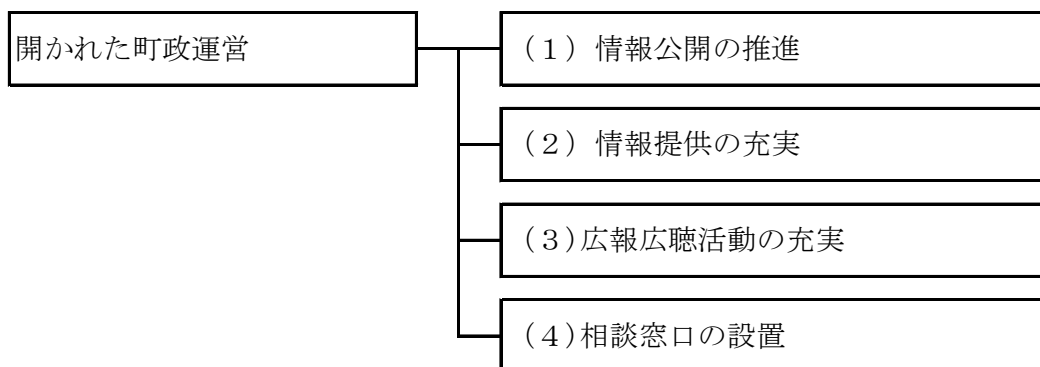 開かれた町政運営
（１）情報公開の推進
（２）情報提供の充実
（３）広報広聴活動の充実
（４）相談窓口の設置